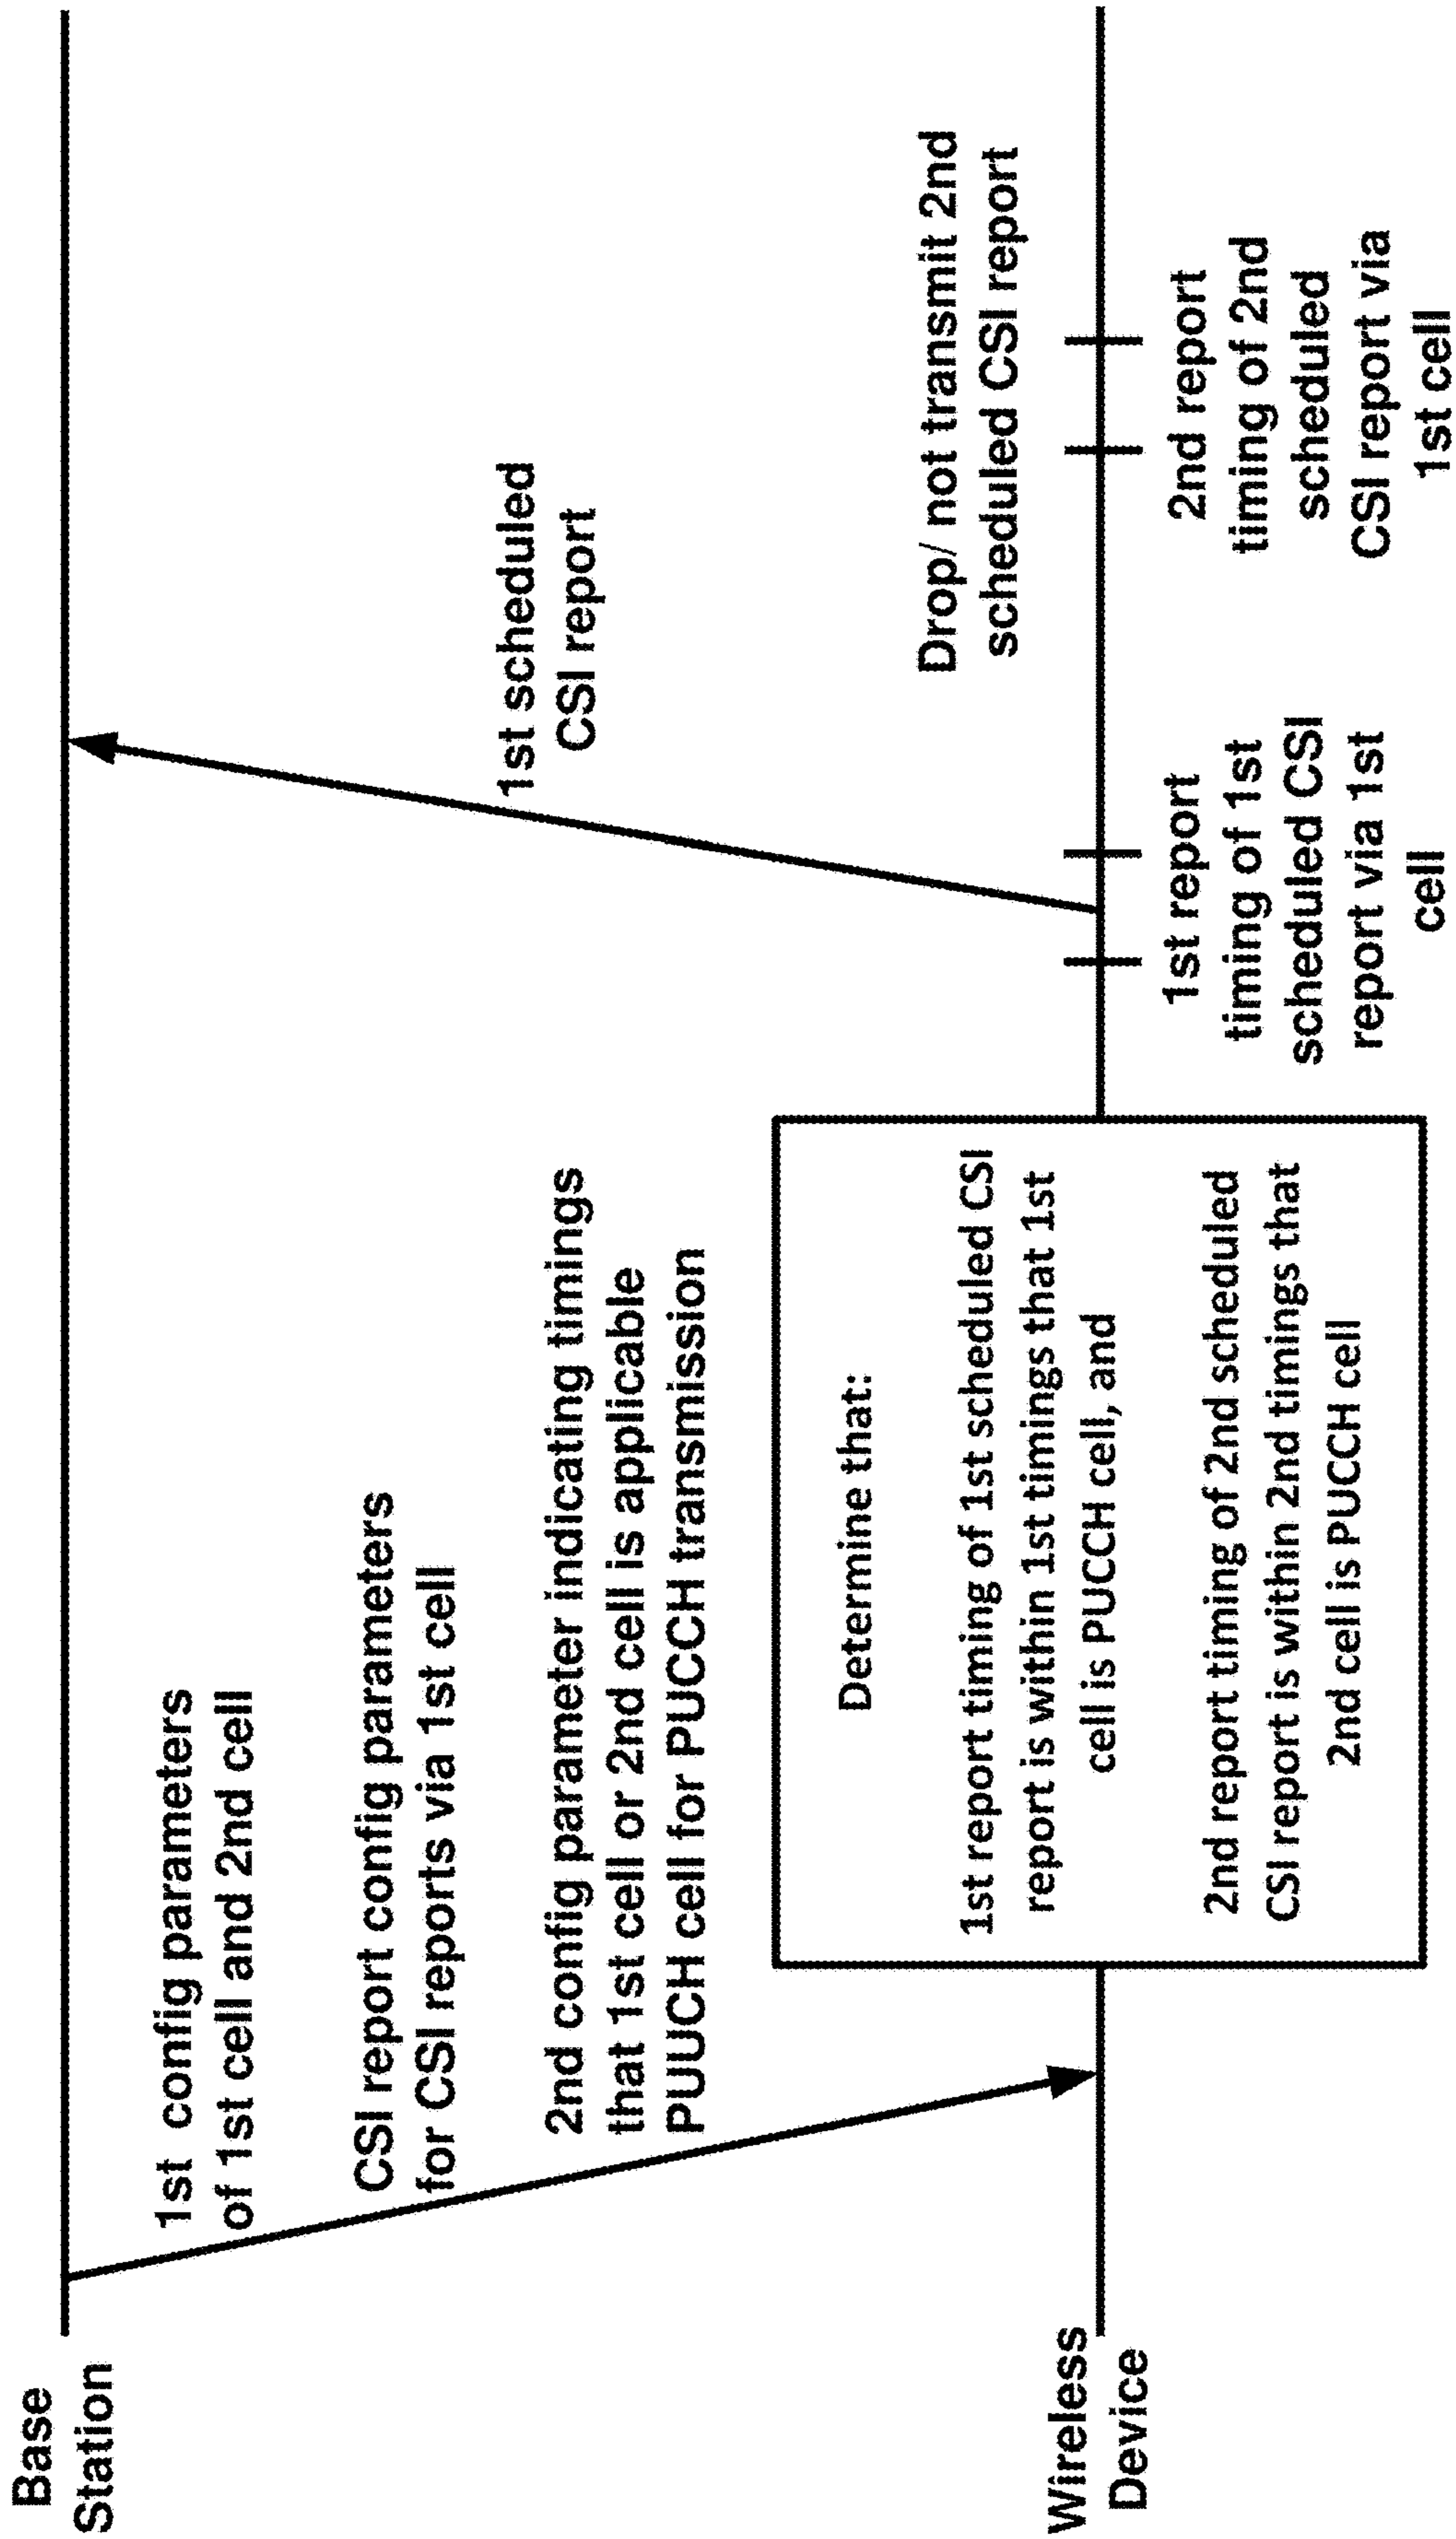 Base
Station
1st config parameters
of 1st cell and 2nd cell
CSI report config parameters
for CSI reports via 1st cell
2nd config parameter indicating timings
that 1st cell or 2nd cell is applicable
PUUCH cell for PUCCH transmission
1st scheduled
CSI report
Drop/ not transmit 2nd
scheduled CSI report
Wireless
Device
Determine that:
1st report timing of 1st scheduled CSI
report is within 1st timings that 1st
cell is PUCCH cell, and
2nd report timing of 2nd scheduled
CSI report is within 2nd timings that
2nd cell is PUCCH cell
1st report
timing of 1st
scheduled CSI
report via 1st
cell
2nd report
timing of 2nd
scheduled
CSI report via
1st cell